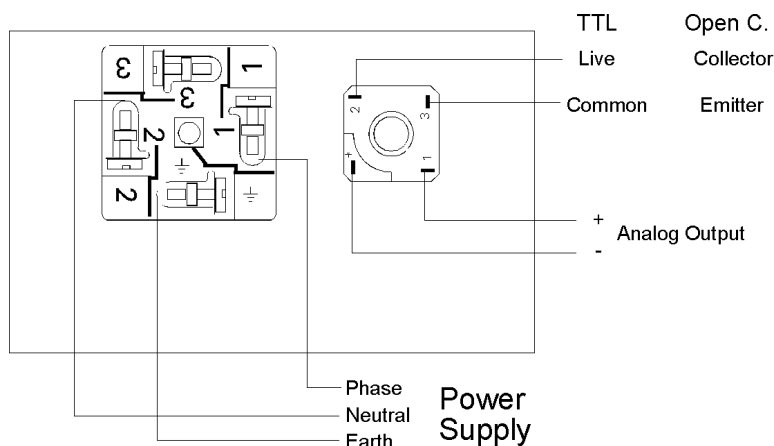 TTL Open C.
Live Collector
Common Emitter
3 1
3
2 1
2
2 3
1
+
- Analog Output
Phase
Neutral
Earth
Power
Supply